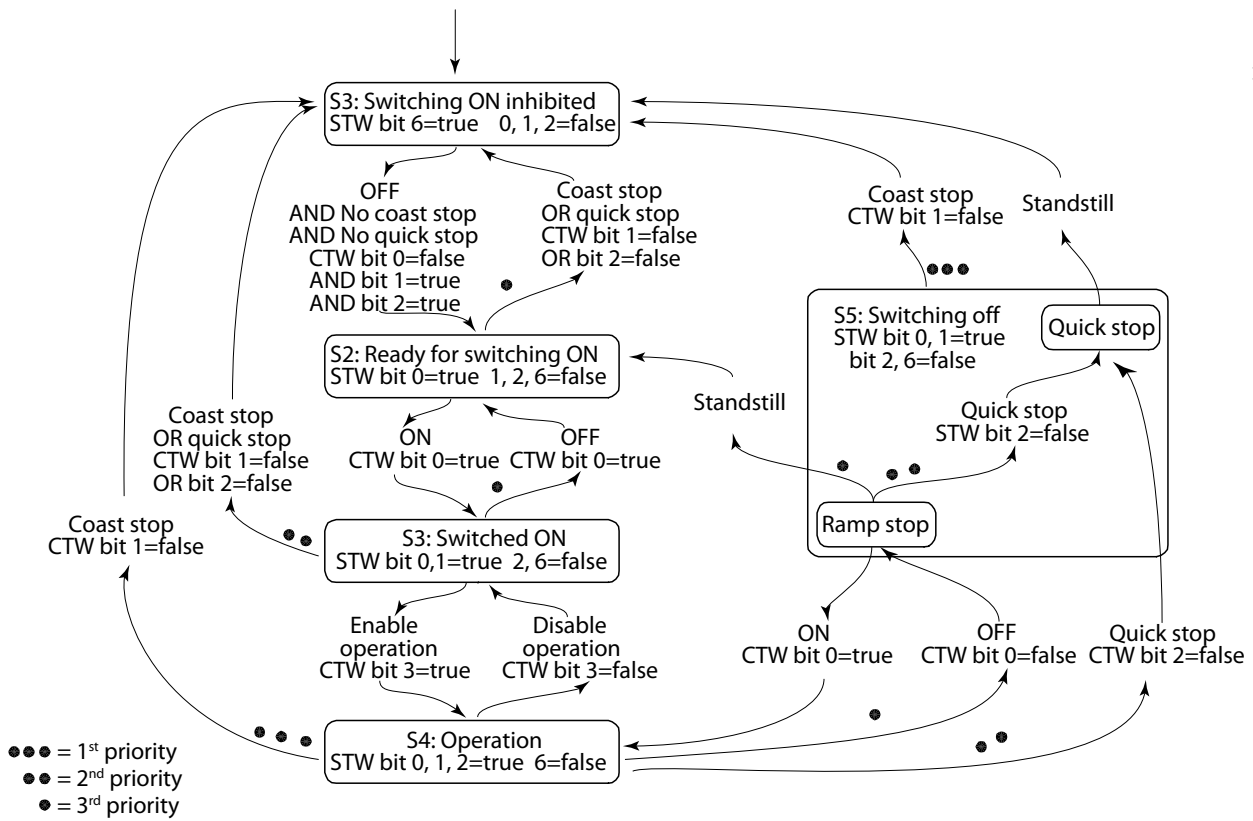 S3: Switching ON inhibited
STW bit 6=true 0, 1, 2=false
OFF
AND No coast stop
AND No quick stop
CTW bit 0=false
AND bit 1=true
AND bit 2=true
Coast stop
OR quick stop
CTW bit 1=false
OR bit 2=false
Coast stop
CTW bit 1=false
Standstill
S2: Ready for switching ON
STW bit 0=true 1, 2, 6=false
S5: Switching off
STW bit 0, 1=true
bit 2, 6=false
Quick stop
Standstill
Quick stop
STW bit 2=false
Coast stop
OR quick stop
CTW bit 1=false
OR bit 2=false
ON
CTW bit 0=true
OFF
CTW bit 0=true
Coast stop
CTW bit 1=false
S3: Switched ON
STW bit 0,1=true 2, 6=false
Ramp stop
Enable
operation
CTW bit 3=true
Disable
operation
CTW bit 3=false
ON
CTW bit 0=true
OFF
CTW bit 0=false
Quick stop
CTW bit 2=false
S4: Operation
STW bit 0, 1, 2=true 6=false
= 1st priority
= 2nd priority
= 3rd priority